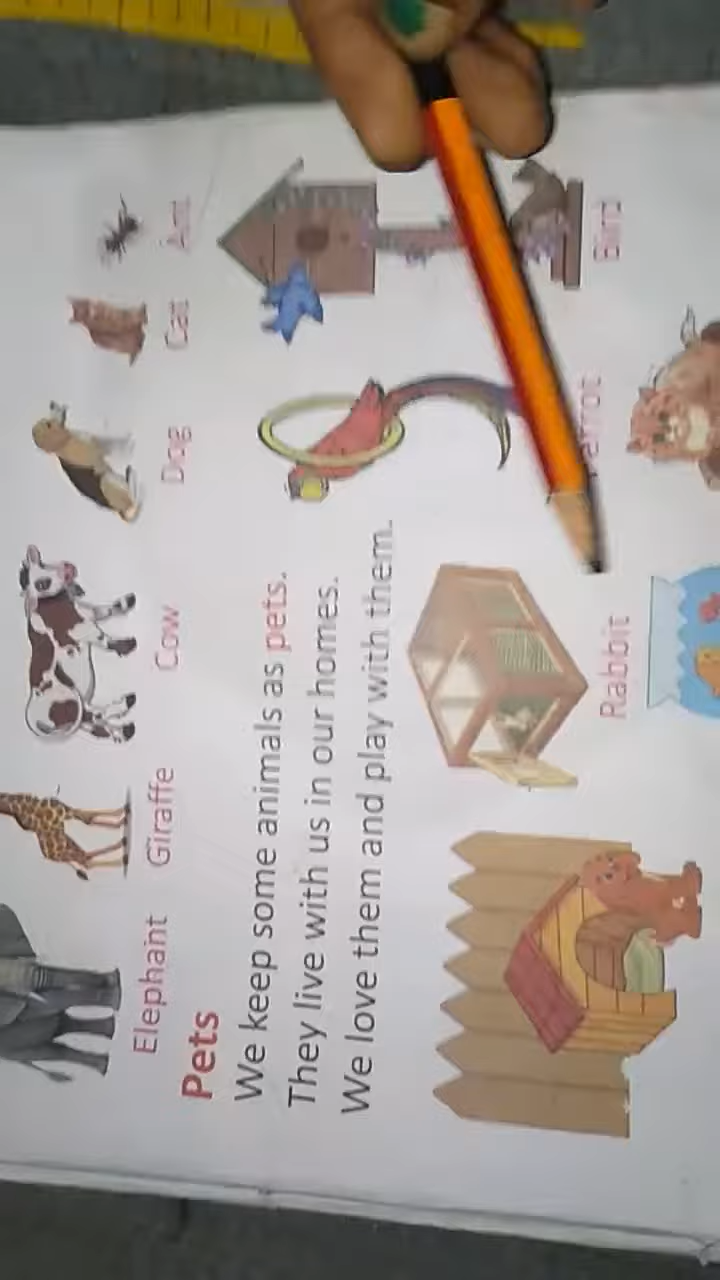 Elephant Giraffe Cow Dog Cat Ant
Pets
We keep some animals as pets.
They live with us in our homes.
We love them and play with them.
Rabbit Parrot Bird